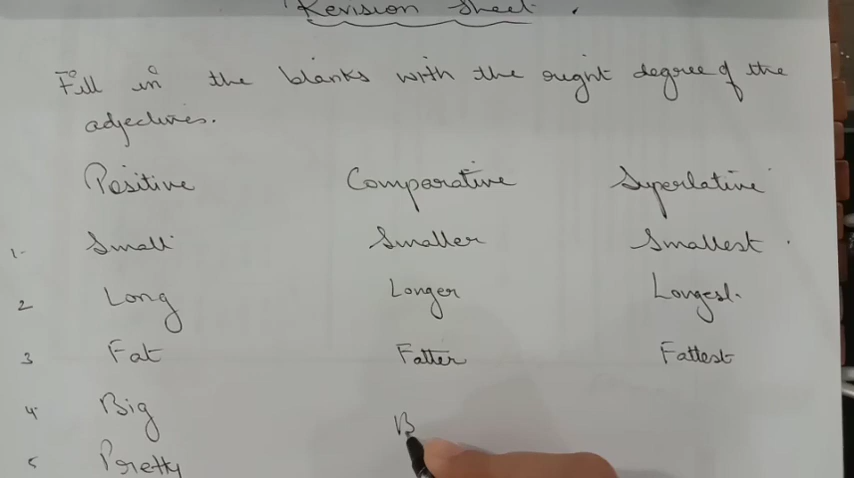 Revision Sheet.
Fill in the blanks with the right degree of the
adjectives.
Positive Comparative Superlative
1. Small Smaller Smallest.
2 Long Longer Longest.
3 Fat Fatter Fattest
4. Big B
5 Pretty